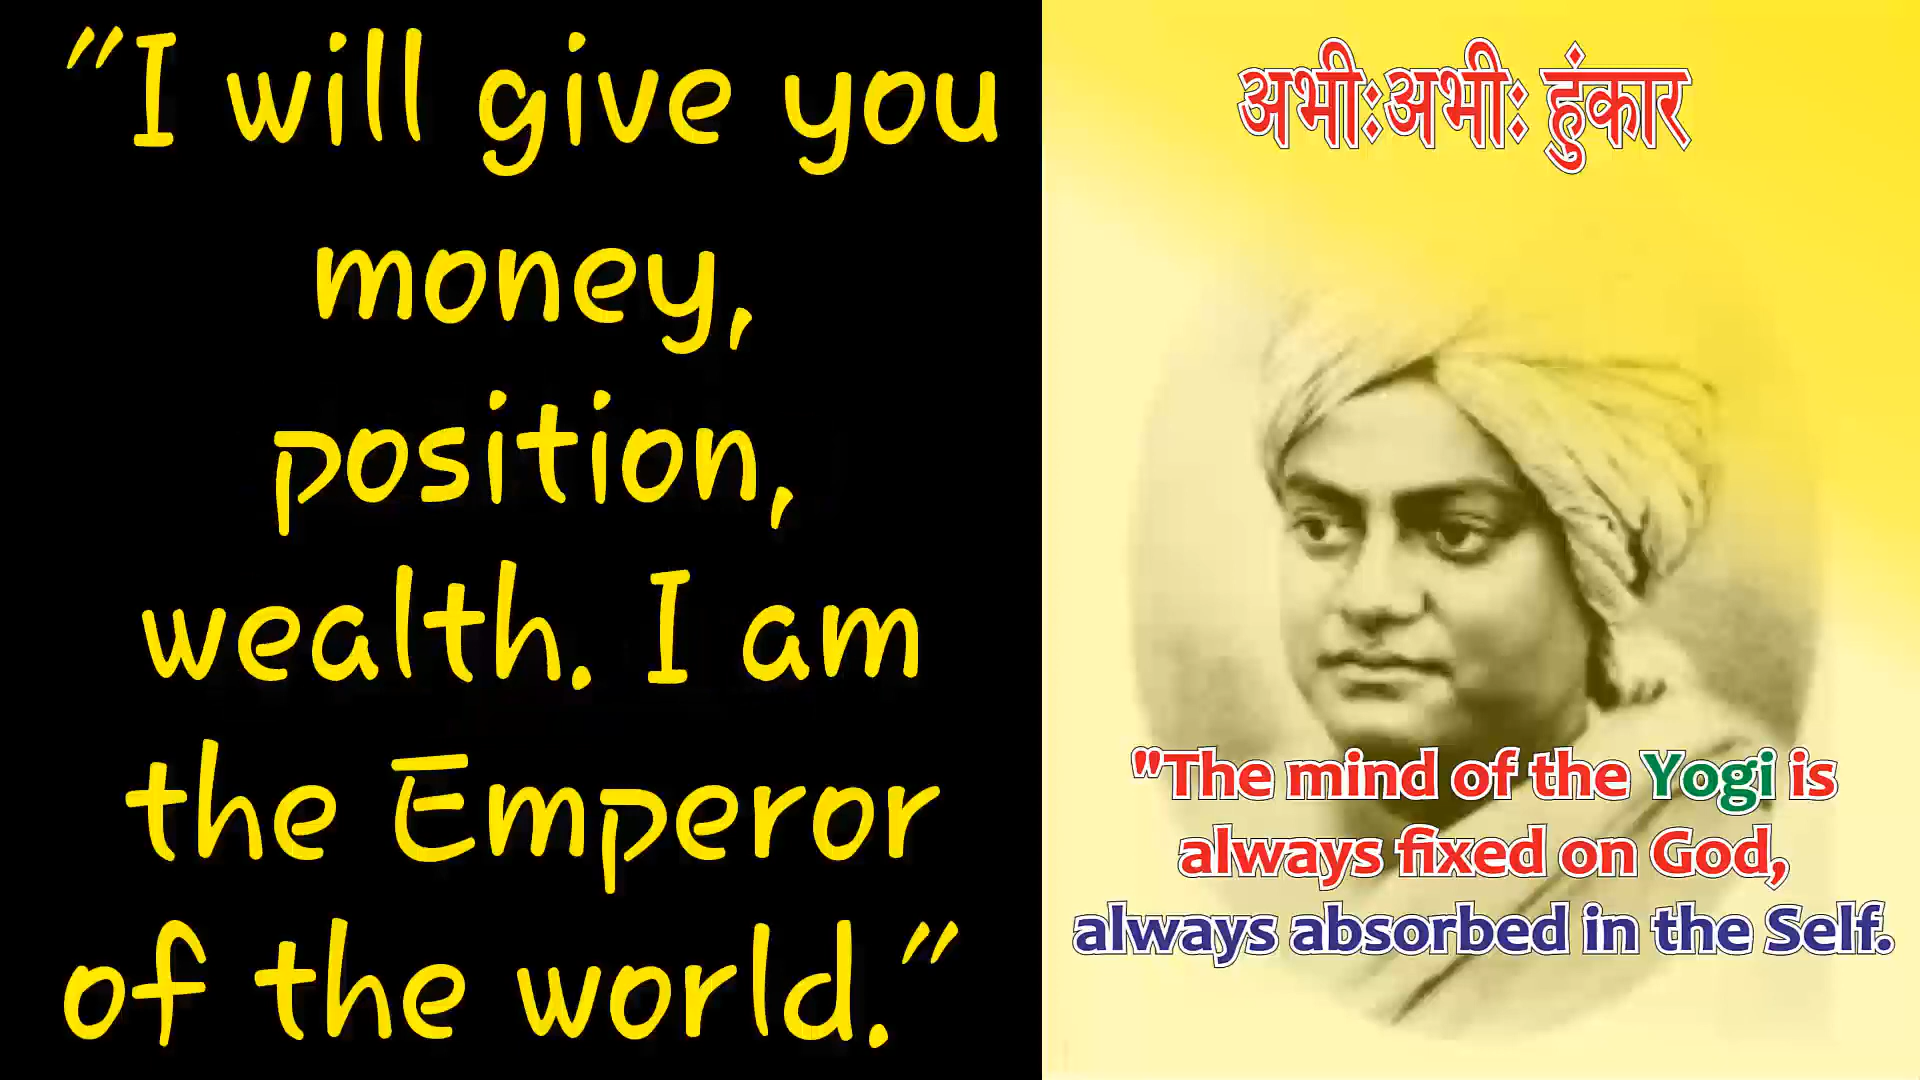 "I will give you
money,
position,
wealth. I am
the Emperor
of the world."
अभीःअभीः हुंकार
"The mind of the Yogi is
always fixed on God,
always absorbed in the Self.